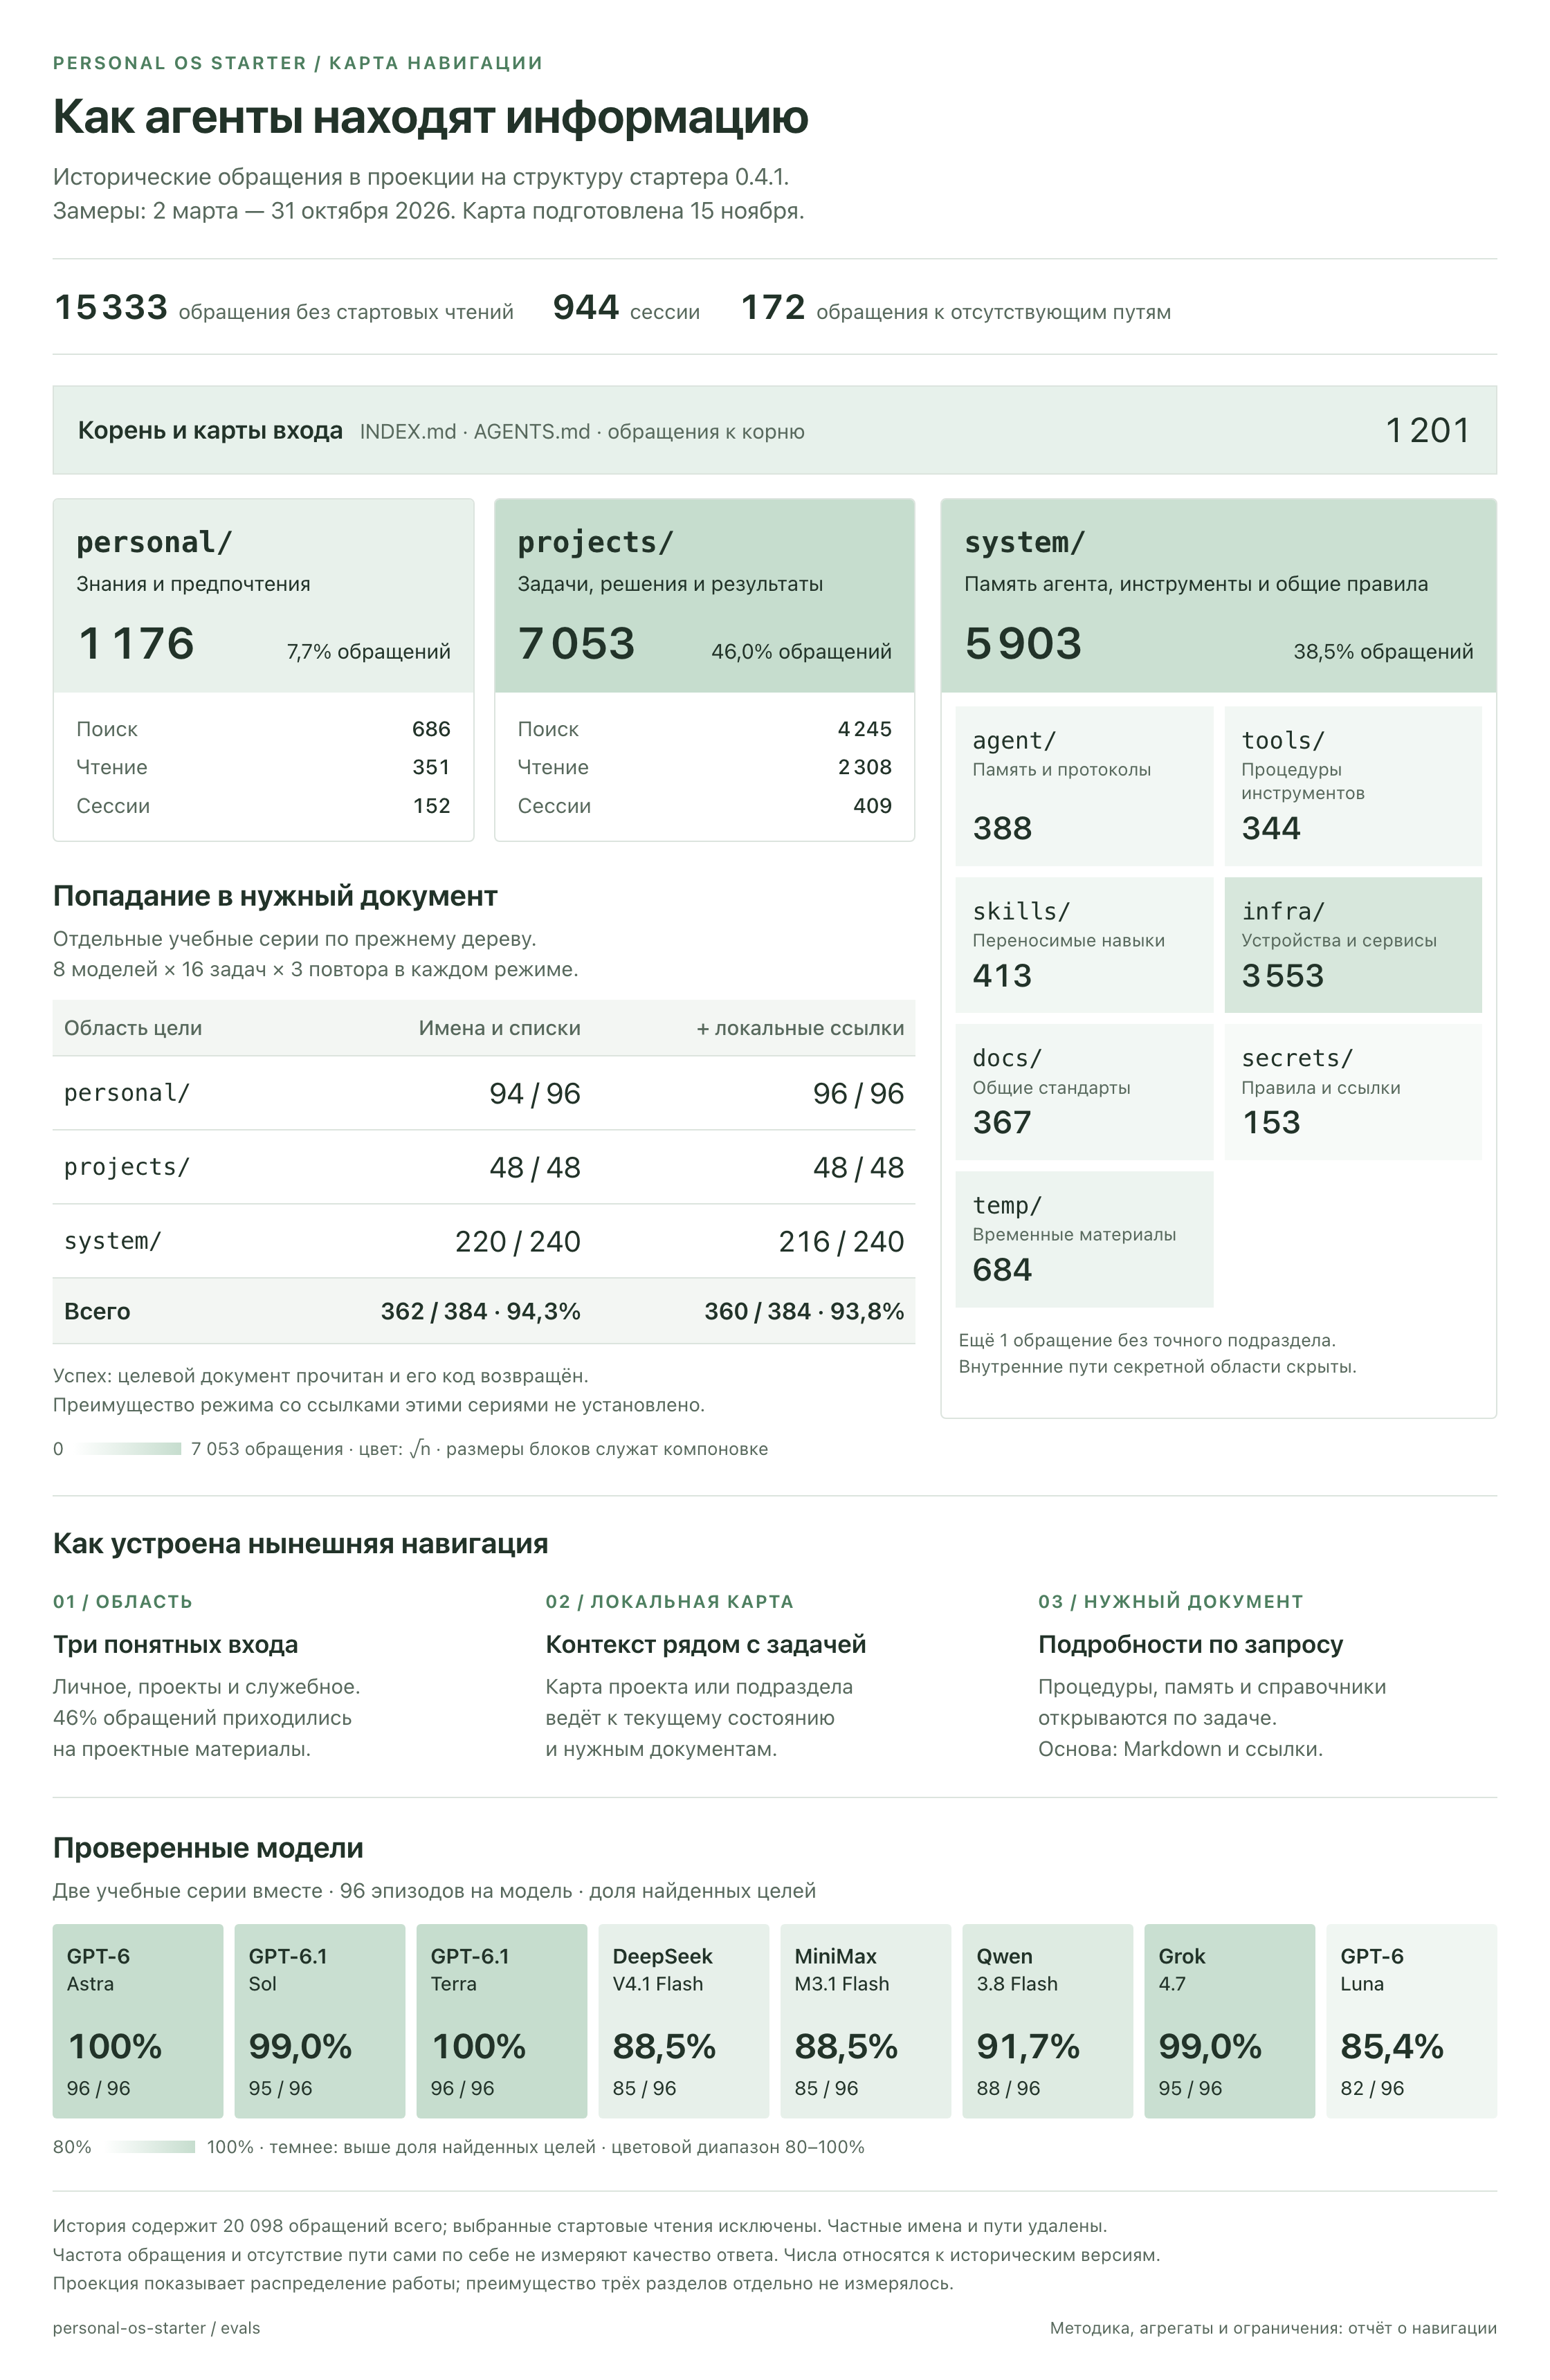 PERSONAL OS STARTER / КАРТА НАВИГАЦИИ
Как агенты находят информацию
Исторические обращения в проекции на структуру стартера 0.4.1.
Замеры: 2 марта — 31 октября 2026. Карта подготовлена 15 ноября.
15 333 обращения без стартовых чтений 944 сессии 172 обращения к отсутствующим путям
Корень и карты входа INDEX.md · AGENTS.md · обращения к корню 1 201
personal/
Знания и предпочтения
1 176 7,7% обращений
Поиск 686
Чтение 351
Сессии 152
projects/
Задачи, решения и результаты
7 053 46,0% обращений
Поиск 4 245
Чтение 2 308
Сессии 409
system/
Память агента, инструменты и общие правила
5 903 38,5% обращений
agent/
Память и протоколы
388
tools/
Процедуры
инструментов
344
skills/
Переносимые навыки
413
infra/
Устройства и сервисы
3 553
docs/
Общие стандарты
367
secrets/
Правила и ссылки
153
temp/
Временные материалы
684
Ещё 1 обращение без точного подраздела.
Внутренние пути секретной области скрыты.
Попадание в нужный документ
Отдельные учебные серии по прежнему дереву.
8 моделей × 16 задач × 3 повтора в каждом режиме.
Область цели Имена и списки + локальные ссылки
personal/ 94 / 96 96 / 96
projects/ 48 / 48 48 / 48
system/ 220 / 240 216 / 240
Всего 362 / 384 · 94,3% 360 / 384 · 93,8%
Успех: целевой документ прочитан и его код возвращён.
Преимущество режима со ссылками этими сериями не установлено.
0 7 053 обращения · цвет: √n · размеры блоков служат компоновке
Как устроена нынешняя навигация
01 / ОБЛАСТЬ
Три понятных входа
Личное, проекты и служебное.
46% обращений приходились
на проектные материалы.
02 / ЛОКАЛЬНАЯ КАРТА
Контекст рядом с задачей
Карта проекта или подраздела
ведёт к текущему состоянию
и нужным документам.
03 / НУЖНЫЙ ДОКУМЕНТ
Подробности по запросу
Процедуры, память и справочники
открываются по задаче.
Основа: Markdown и ссылки.
Проверенные модели
Две учебные серии вместе · 96 эпизодов на модель · доля найденных целей
GPT-6
Astra
100%
96 / 96
GPT-6.1
Sol
99,0%
95 / 96
GPT-6.1
Terra
100%
96 / 96
DeepSeek
V4.1 Flash
88,5%
85 / 96
MiniMax
M3.1 Flash
88,5%
85 / 96
Qwen
3.8 Flash
91,7%
88 / 96
Grok
4.7
99,0%
95 / 96
GPT-6
Luna
85,4%
82 / 96
80% 100% · темнее: выше доля найденных целей · цветовой диапазон 80–100%
История содержит 20 098 обращений всего; выбранные стартовые чтения исключены. Частные имена и пути удалены.
Частота обращения и отсутствие пути сами по себе не измеряют качество ответа. Числа относятся к историческим версиям.
Проекция показывает распределение работы; преимущество трёх разделов отдельно не измерялось.
personal-os-starter / evals Методика, агрегаты и ограничения: отчёт о навигации